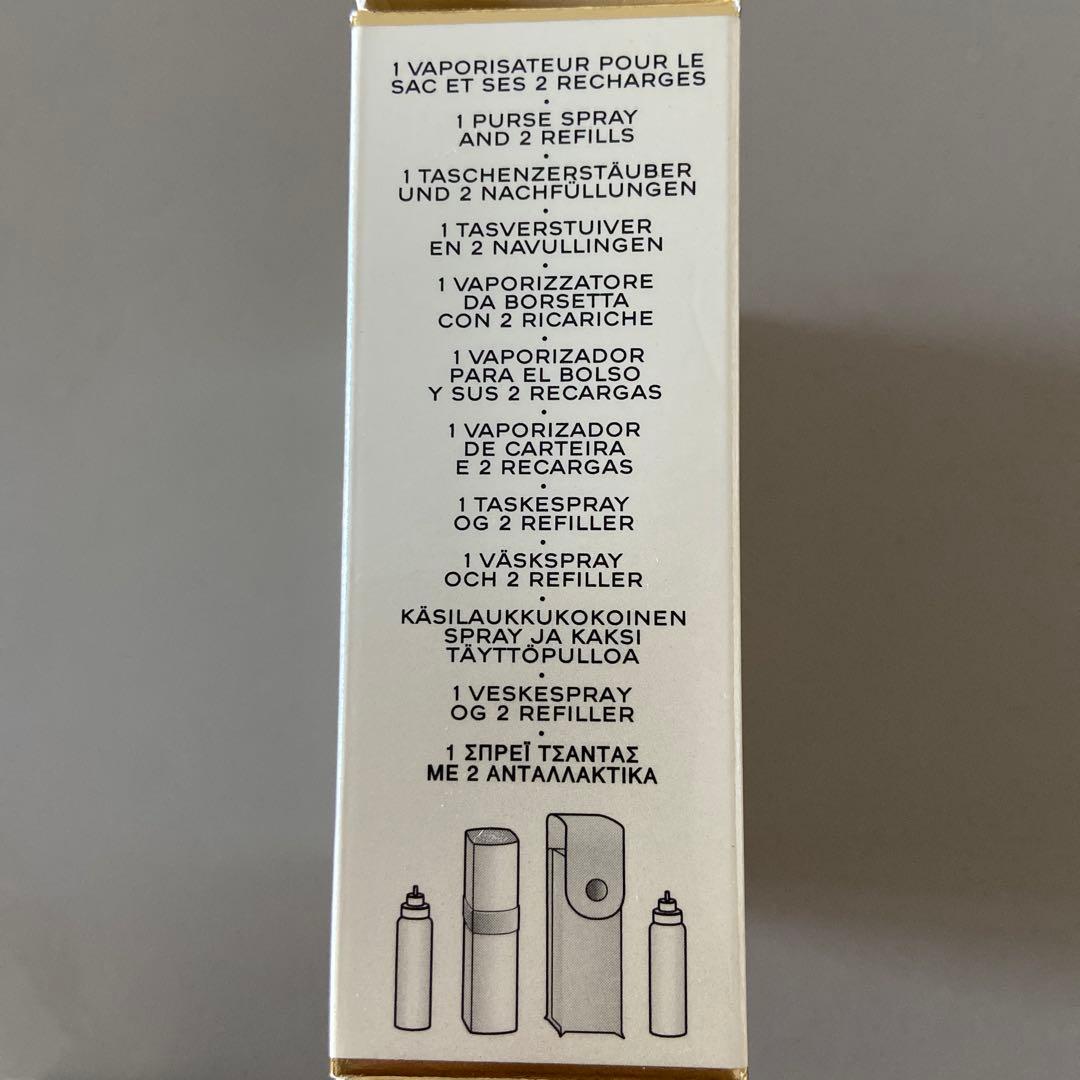 1 VAPORISATEUR POUR LE
SAC ET SES 2 RECHARGES
•
1 PURSE SPRAY
AND 2 REFILLS
•
1 TASCHENZERSTÄUBER
UND 2 NACHFÜLLUNGEN
•
1 TASVERSTUIVER
EN 2 NAVULLINGEN
•
1 VAPORIZZATORE
DA BORSETTA
CON 2 RICARICHE
•
1 VAPORIZADOR
PARA EL BOLSO
Y SUS 2 RECARGAS
•
1 VAPORIZADOR
DE CARTEIRA
E 2 RECARGAS
•
1 TASKESPRAY
OG 2 REFILLER
•
1 VÄSKSPRAY
OCH 2 REFILLER
•
KÄSILAUKKUKOKOINEN
SPRAY JA KAKSI
TÄYTTÖPULLOA
•
1 VESKESPRAY
OG 2 REFILLER
•
1 ΣΠΡΕΪ ΤΣΑΝΤΑΣ
ΜΕ 2 ΑΝΤΑΛΛΑΚΤΙΚΑ